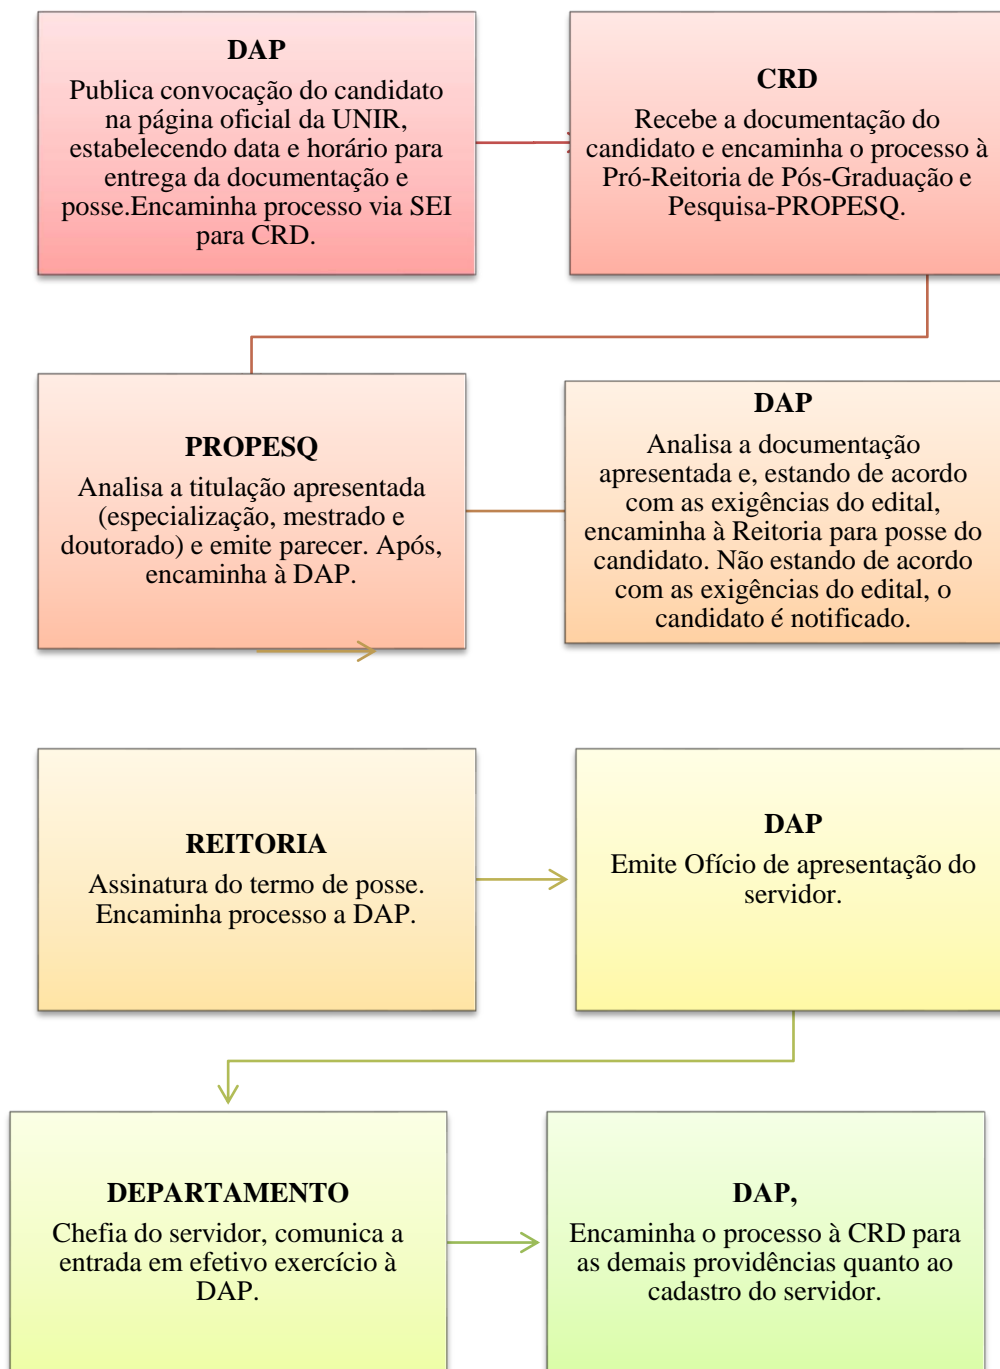 DAP
Publica convocação do candidato
na página oficial da UNIR,
estabelecendo data e horário para
entrega da documentação e
posse.Encaminha processo via SEI
para CRD.
CRD
Recebe a documentação do
candidato e encaminha o processo à
Pró-Reitoria de Pós-Graduação e
Pesquisa-PROPESQ.
PROPESQ
Analisa a titulação apresentada
(especialização, mestrado e
doutorado) e emite parecer. Após,
encaminha à DAP.
DAP
Analisa a documentação
apresentada e, estando de acordo
com as exigências do edital,
encaminha à Reitoria para posse do
candidato. Não estando de acordo
com as exigências do edital, o
candidato é notificado.
REITORIA
Assinatura do termo de posse.
Encaminha processo a DAP.
DAP
Emite Ofício de apresentação do
servidor.
DEPARTAMENTO
Chefia do servidor, comunica a
entrada em efetivo exercício à
DAP.
DAP,
Encaminha o processo à CRD para
as demais providências quanto ao
cadastro do servidor.